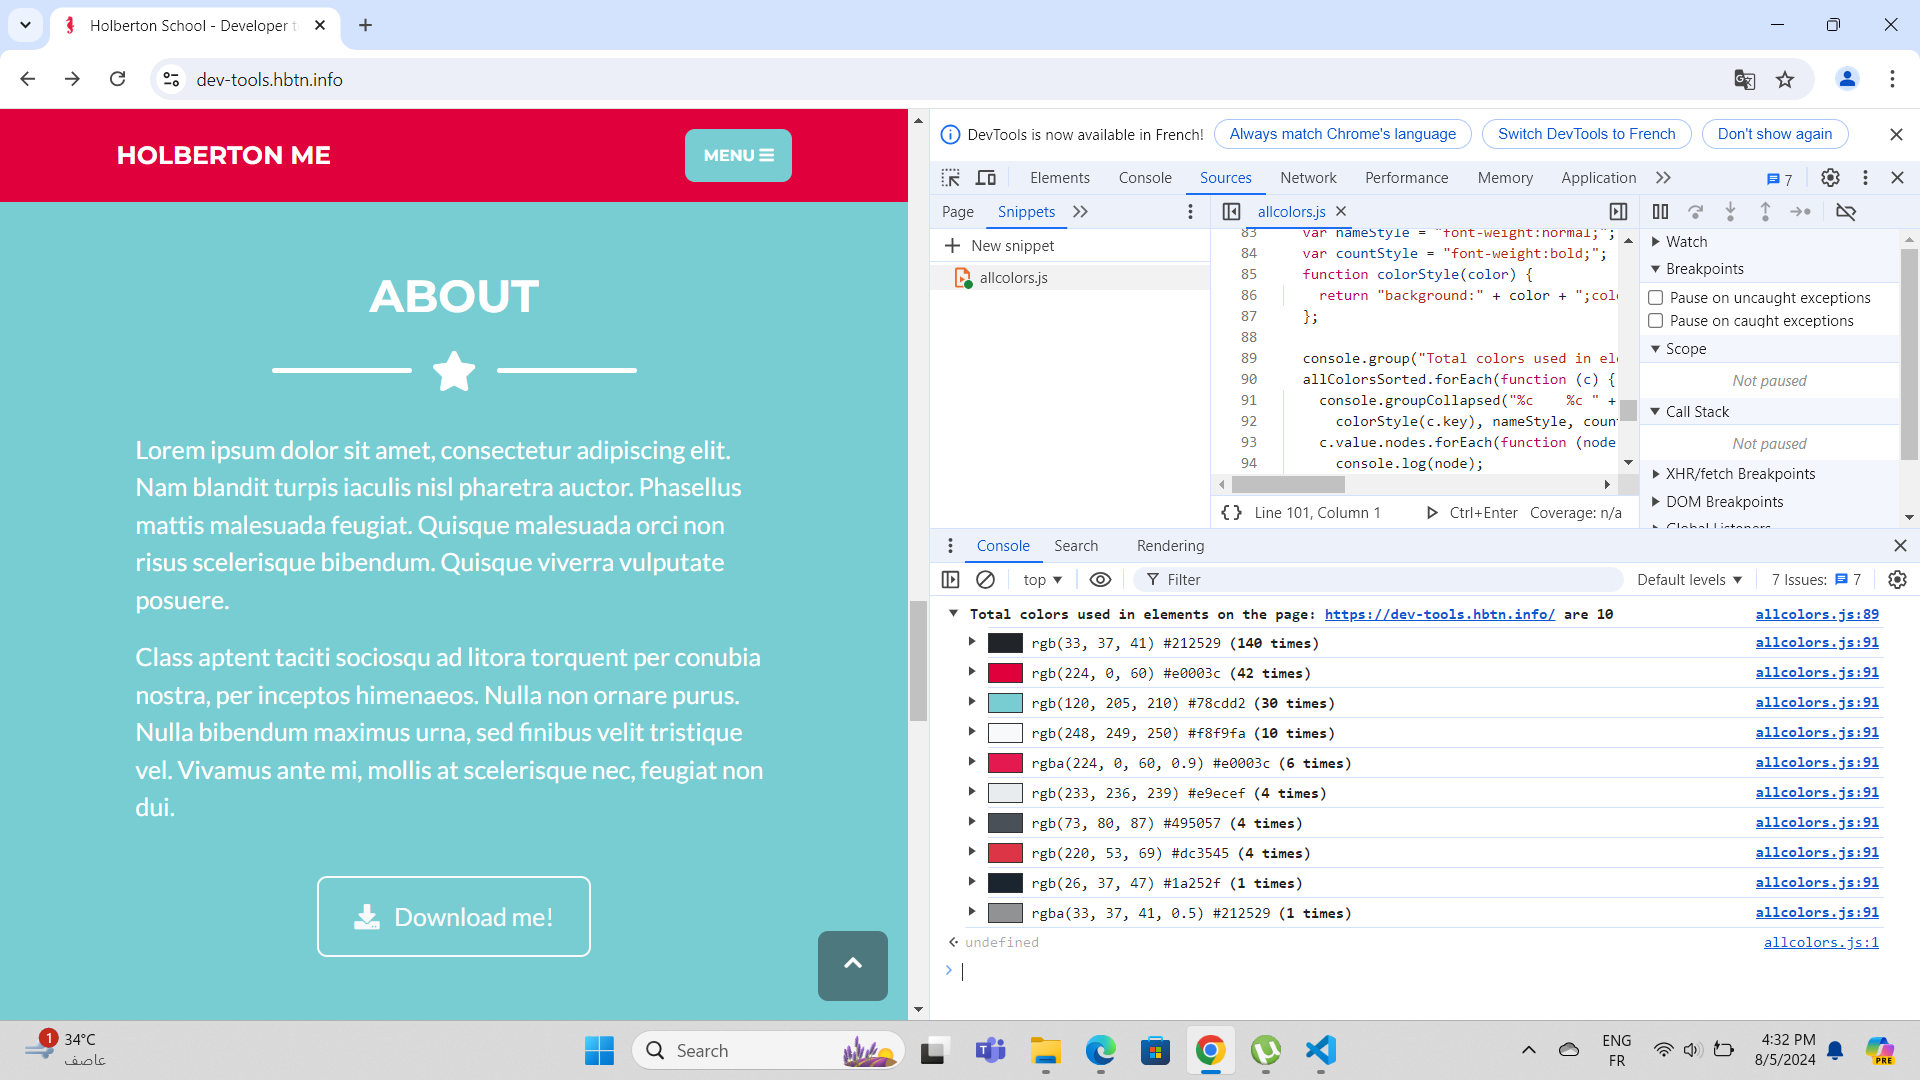 Holberton School - Developer t
dev-tools.hbtn.info
HOLBERTON ME
MENU
ABOUT
Lorem ipsum dolor sit amet, consectetur adipiscing elit.
Nam blandit turpis iaculis nisl pharetra auctor. Phasellus
mattis malesuada feugiat. Quisque malesuada orci non
risus scelerisque bibendum. Quisque viverra vulputate
posuere.
Class aptent taciti sociosqu ad litora torquent per conubia
nostra, per inceptos himenaeos. Nulla non ornare purus.
Nulla bibendum maximus urna, sed finibus velit tristique
vel. Vivamus ante mi, mollis at scelerisque nec, feugiat non
dui.
Download me!
DevTools is now available in French! Always match Chrome's language Switch DevTools to French Don't show again
Elements Console Sources Network Performance Memory Application 7
Page Snippets
New snippet
allcolors.js
allcolors.js
83 var nameStyle = "font-weight:normal;";
84 var countStyle = "font-weight:bold;";
85 function colorStyle(color) {
86 return "background:" + color + ";col
87 };
88
89 console.group("Total colors used in el
90 allColorsSorted.forEach(function (c) {
91 console.groupCollapsed("%c    %c " +
92 colorStyle(c.key), nameStyle, coun
93 c.value.nodes.forEach(function (node
94 console.log(node);
{} Line 101, Column 1 Ctrl+Enter Coverage: n/a
Watch
Breakpoints
Pause on uncaught exceptions
Pause on caught exceptions
Scope
Not paused
Call Stack
Not paused
XHR/fetch Breakpoints
DOM Breakpoints
Global Listeners
Console Search Rendering
top Filter Default levels 7 Issues: 7
Total colors used in elements on the page: https://dev-tools.hbtn.info/ are 10 allcolors.js:89
rgb(33, 37, 41) #212529 (140 times) allcolors.js:91
rgb(224, 0, 60) #e0003c (42 times) allcolors.js:91
rgb(120, 205, 210) #78cdd2 (30 times) allcolors.js:91
rgb(248, 249, 250) #f8f9fa (10 times) allcolors.js:91
rgba(224, 0, 60, 0.9) #e0003c (6 times) allcolors.js:91
rgb(233, 236, 239) #e9ecef (4 times) allcolors.js:91
rgb(73, 80, 87) #495057 (4 times) allcolors.js:91
rgb(220, 53, 69) #dc3545 (4 times) allcolors.js:91
rgb(26, 37, 47) #1a252f (1 times) allcolors.js:91
rgba(33, 37, 41, 0.5) #212529 (1 times) allcolors.js:91
undefined allcolors.js:1
1
34°C
عاصف
Search
ENG
FR
4:32 PM
8/5/2024
PRE